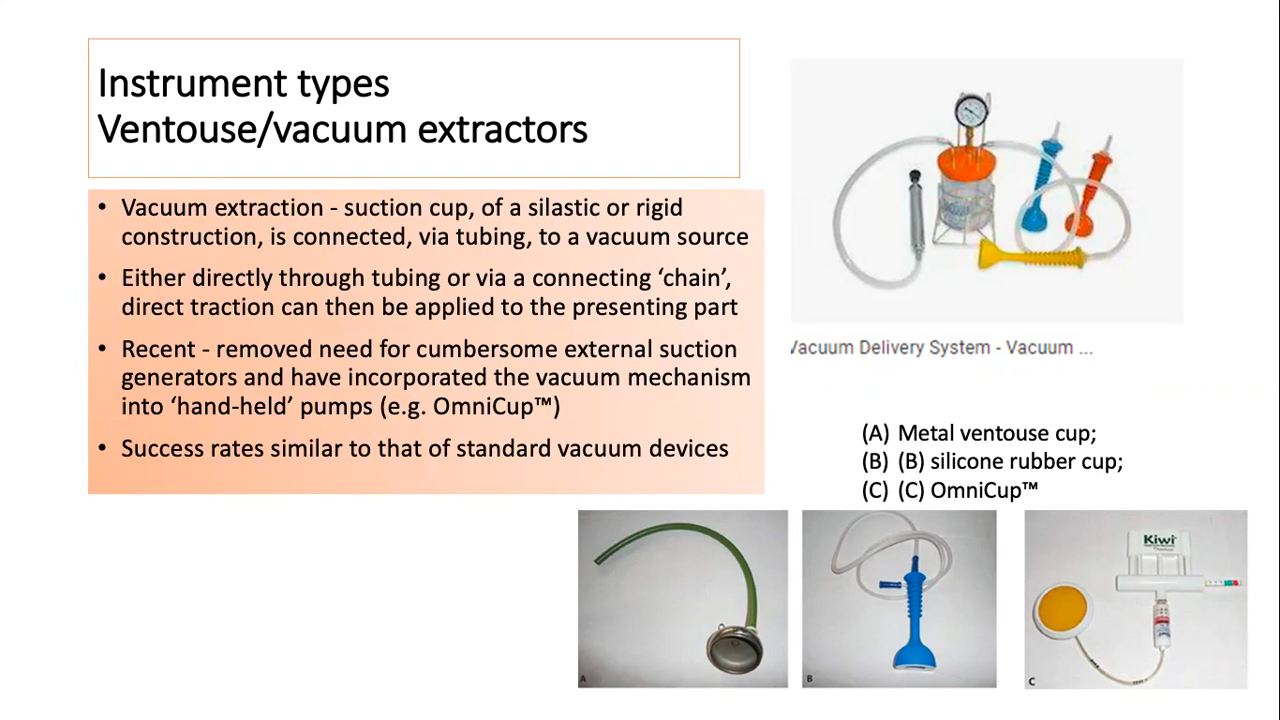 Instrument types
Ventouse/vacuum extractors
• Vacuum extraction - suction cup, of a silastic or rigid
construction, is connected, via tubing, to a vacuum source
• Either directly through tubing or via a connecting ‘chain’,
direct traction can then be applied to the presenting part
• Recent - removed need for cumbersome external suction
generators and have incorporated the vacuum mechanism
into ‘hand-held’ pumps (e.g. OmniCup™)
• Success rates similar to that of standard vacuum devices
Vacuum Delivery System - Vacuum ...
(A) Metal ventouse cup;
(B) (B) silicone rubber cup;
(C) (C) OmniCup™
A
B
Kiwi
C